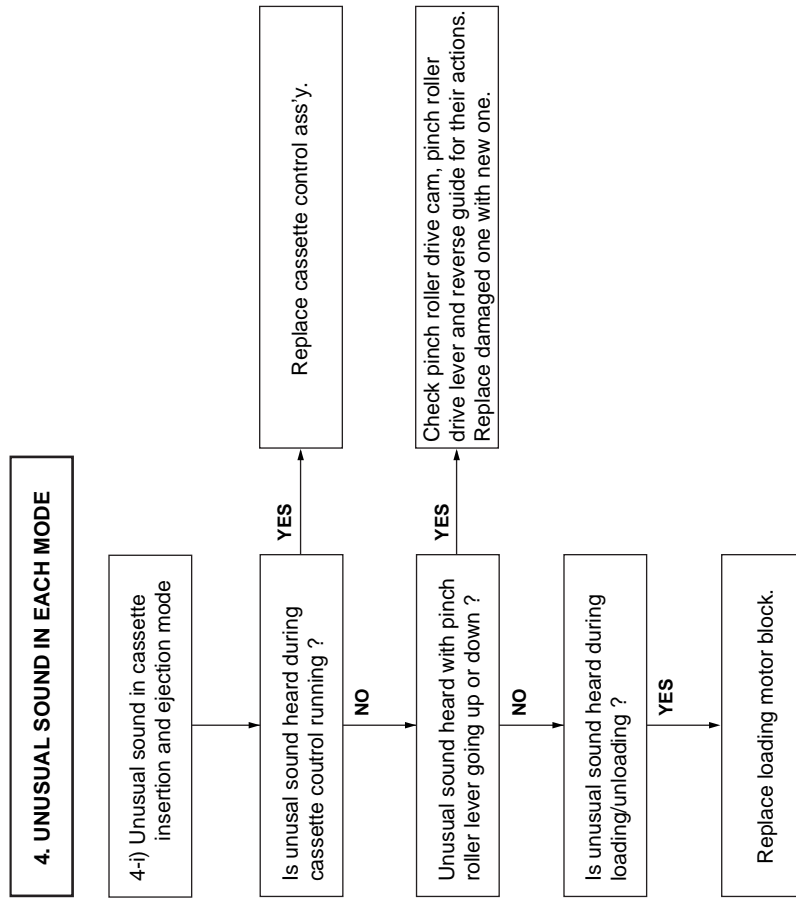 4. UNUSUAL SOUND IN EACH MODE
4-i) Unusual sound in cassette
insertion and ejection mode
Is unusual sound heard during
cassette coutrol running ?
YES
Replace cassette control ass'y.
NO
Unusual sound heard with pinch
roller lever going up or down ?
YES
Check pinch roller drive cam, pinch roller
drive lever and reverse guide for their actions.
Replace damaged one with new one.
NO
Is unusual sound heard during
loading/unloading ?
YES
Replace loading motor block.